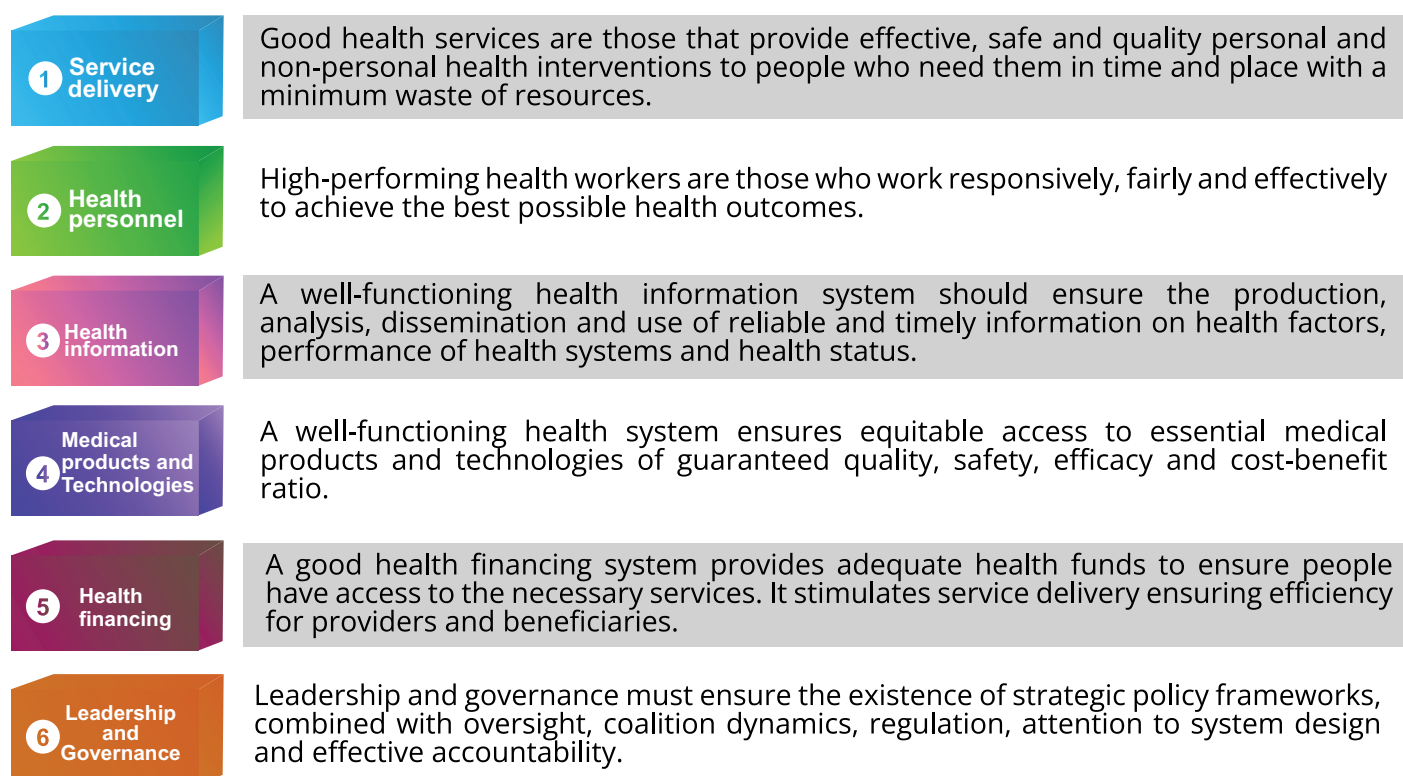 1 Service
delivery
Good health services are those that provide effective, safe and quality personal and
non-personal health interventions to people who need them in time and place with a
minimum waste of resources.
2 Health
personnel
High-performing health workers are those who work responsively, fairly and effectively
to achieve the best possible health outcomes.
3 Health
information
A well-functioning health information system should ensure the production,
analysis, dissemination and use of reliable and timely information on health factors,
performance of health systems and health status.
Medical
4 products and
Technologies
A well-functioning health system ensures equitable access to essential medical
products and technologies of guaranteed quality, safety, efficacy and cost-benefit
ratio.
5 Health
financing
A good health financing system provides adequate health funds to ensure people
have access to the necessary services. It stimulates service delivery ensuring efficiency
for providers and beneficiaries.
Leadership
6 and
Governance
Leadership and governance must ensure the existence of strategic policy frameworks,
combined with oversight, coalition dynamics, regulation, attention to system design
and effective accountability.